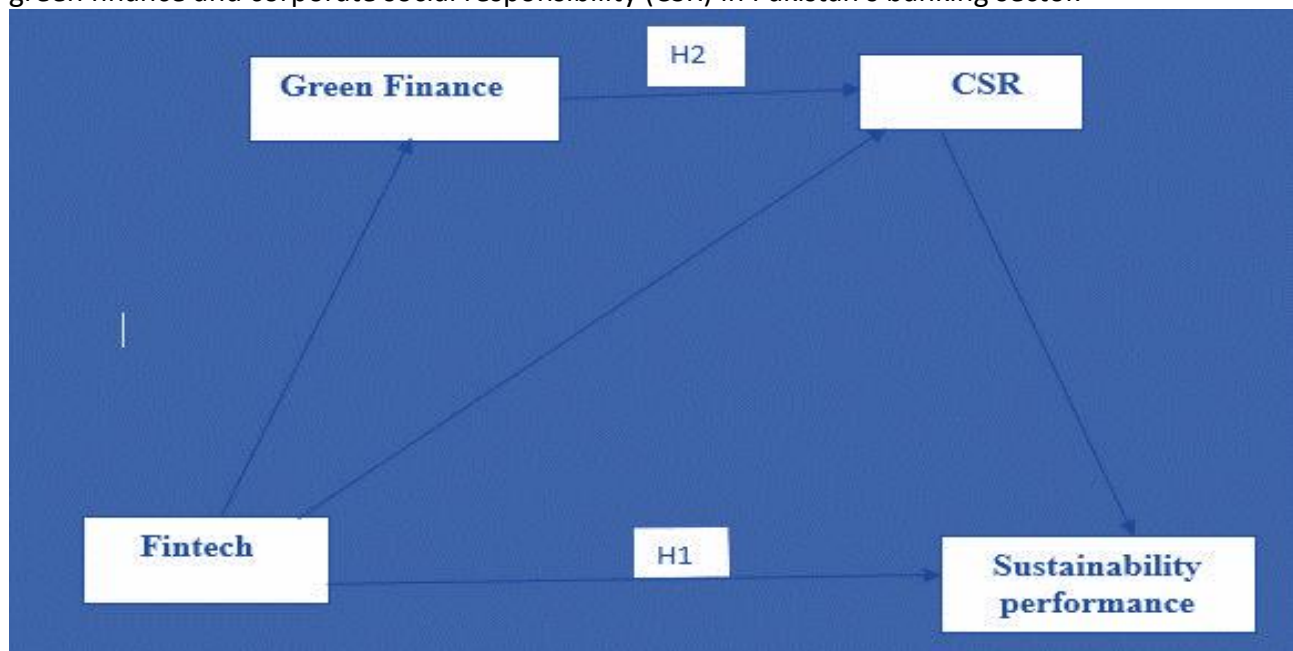 green finance and corporate social responsibility (CSR) in Pakistan's banking sector.
H2
Green Finance
CSR
Fintech
H1
Sustainability
performance